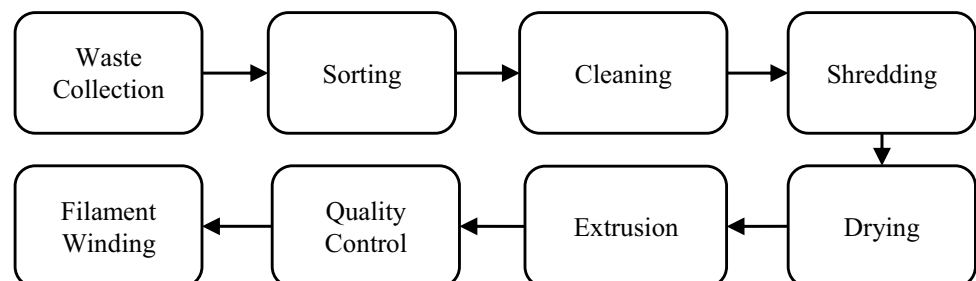 Waste
Collection
Sorting
Cleaning
Shredding
Drying
Extrusion
Quality
Control
Filament
Winding